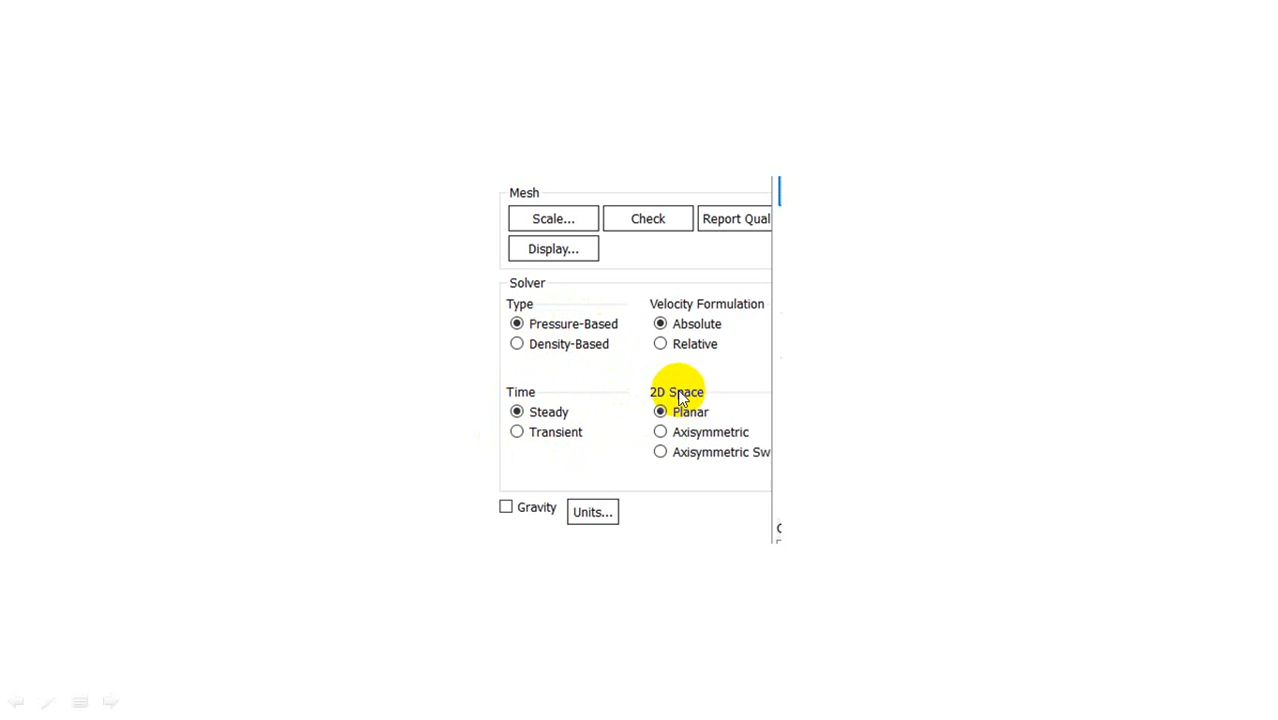 Mesh
Scale... Check Report Qual
Display...
Solver
Type Velocity Formulation
Pressure-Based Absolute
Density-Based Relative
Time 2D Space
Steady Planar
Transient Axisymmetric
Axisymmetric Sw
Gravity Units...